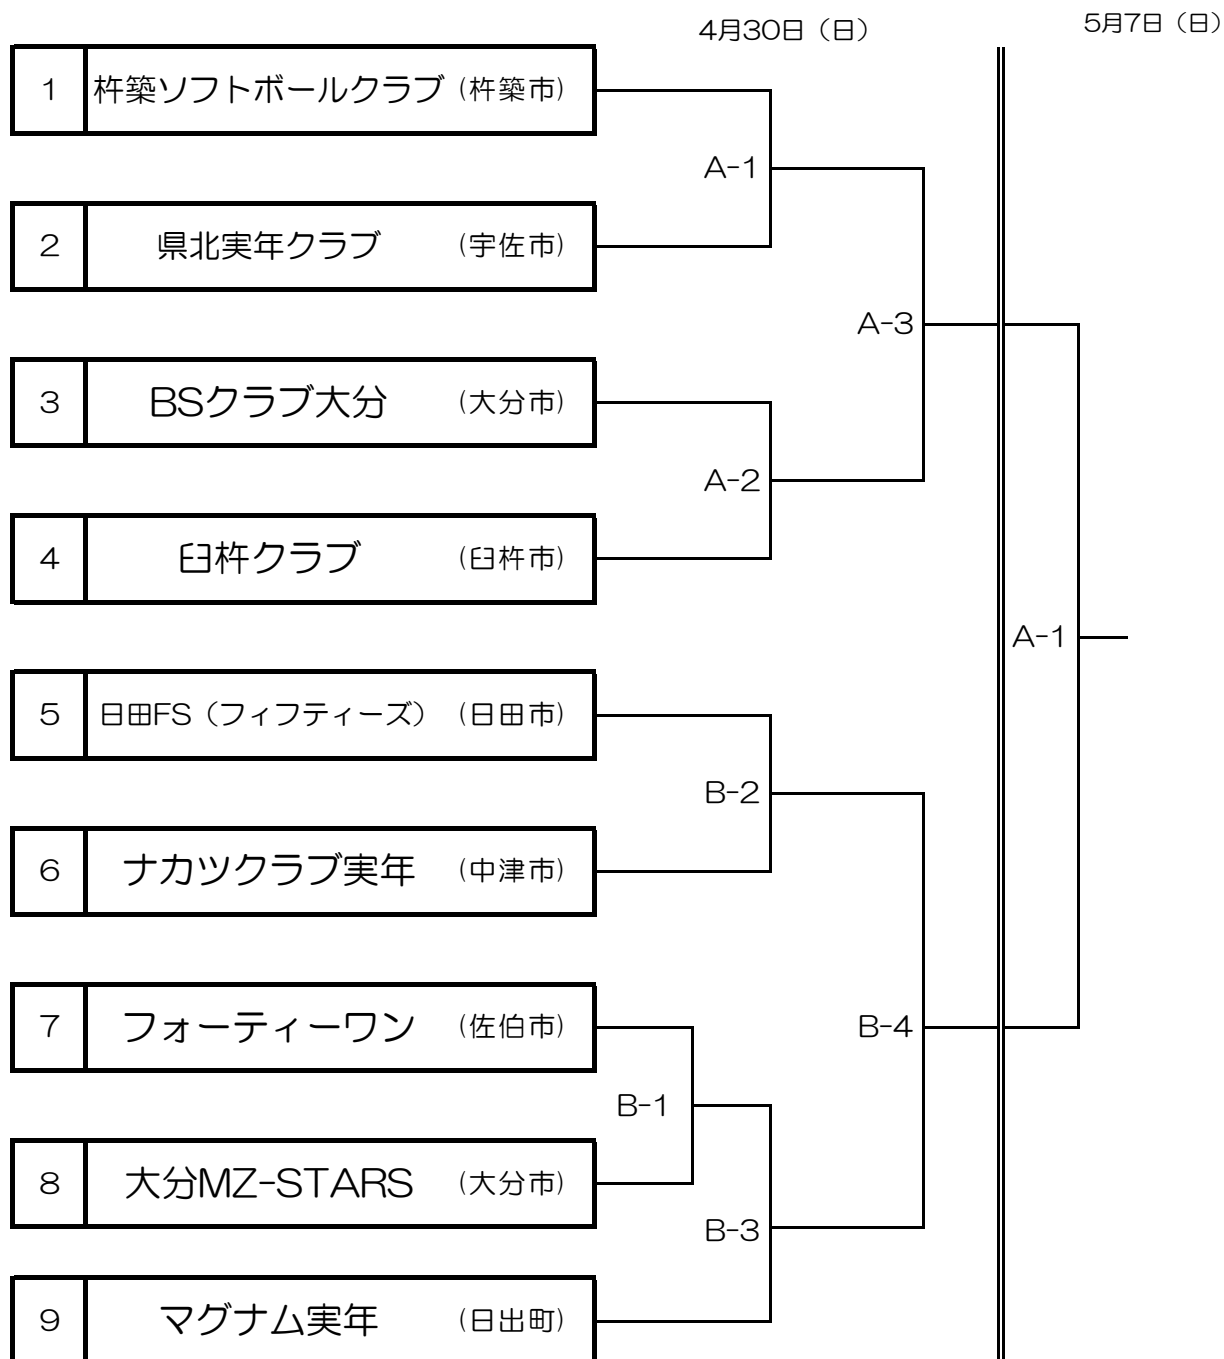 4月30日（日）
5月7日（日）
1 杵築ソフトボールクラブ (杵築市)
A-1
2 県北実年クラブ (宇佐市)
A-3
3 BSクラブ大分 (大分市)
A-2
4 臼杵クラブ (臼杵市)
A-1
5 日田FS（フィフティーズ） (日田市)
B-2
6 ナカツクラブ実年 (中津市)
7 フォーティーワン (佐伯市)
B-4
B-1
8 大分MZ-STARS (大分市)
B-3
9 マグナム実年 (日出町)